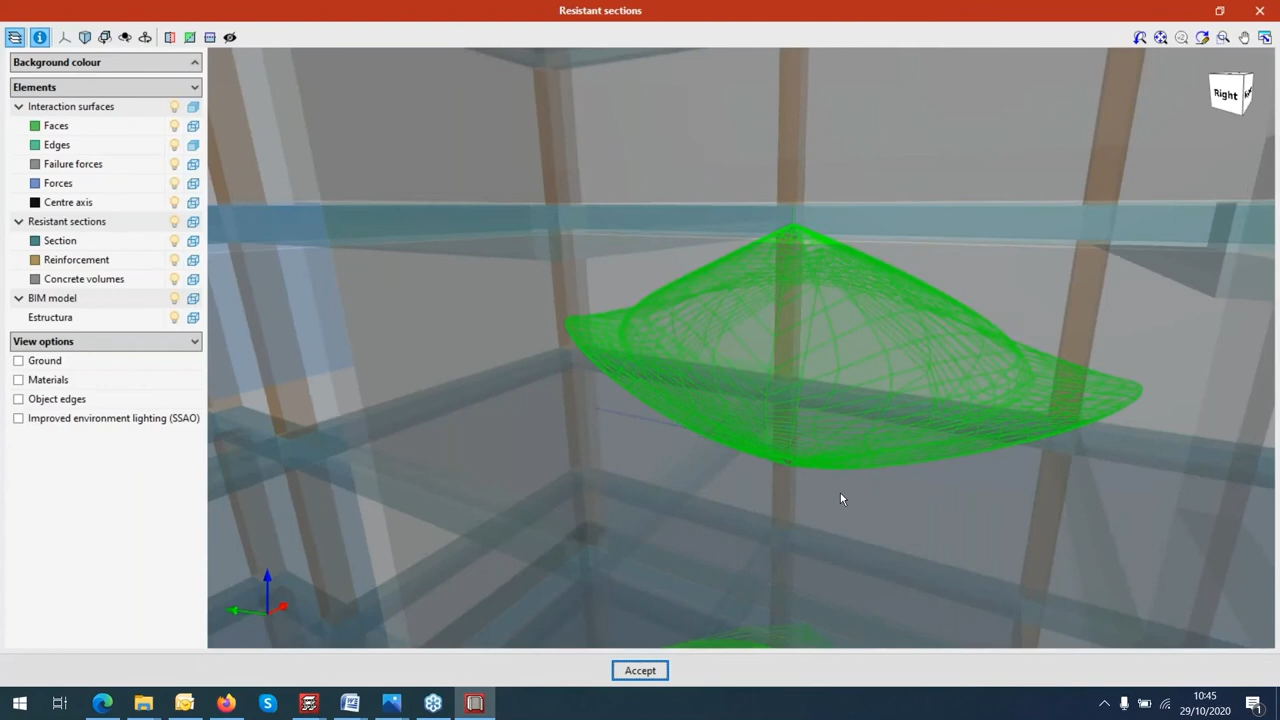 Resistant sections
Background colour
Elements
Interaction surfaces
Faces
Edges
Failure forces
Forces
Centre axis
Resistant sections
Section
Reinforcement
Concrete volumes
BIM model
Estructura
View options
Ground
Materials
Object edges
Improved environment lighting (SSAO)
Right
Accept
10:45
29/10/2020